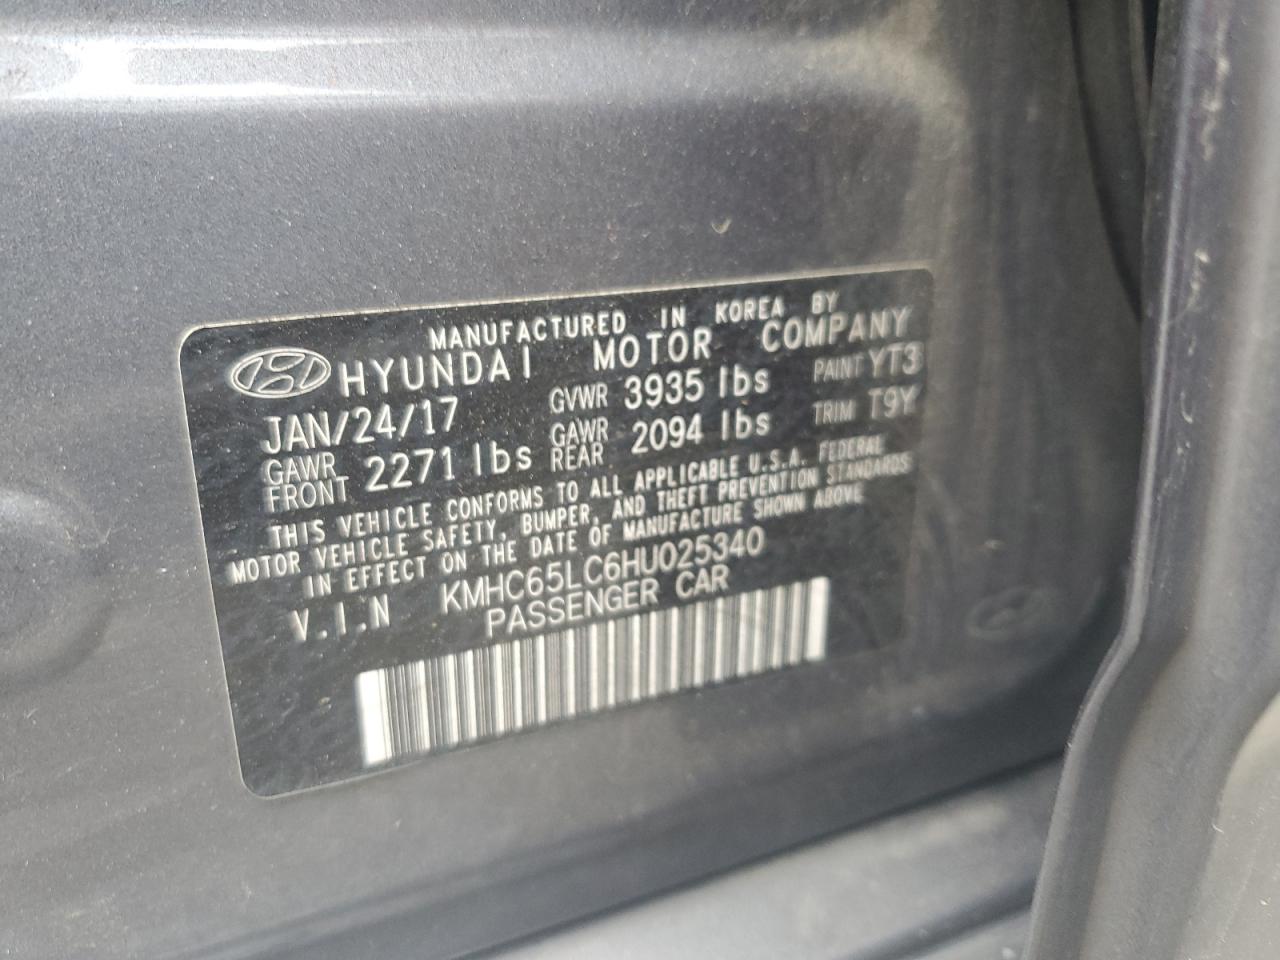 MANUFACTURED IN KOREA BY
HYUNDAI MOTOR COMPANY
JAN/24/17 GVWR 3935 lbs PAINT YT3
GAWR FRONT 2271 lbs GAWR REAR 2094 lbs TRIM T9Y
THIS VEHICLE CONFORMS TO ALL APPLICABLE U.S.A. FEDERAL
MOTOR VEHICLE SAFETY, BUMPER, AND THEFT PREVENTION STANDARDS
IN EFFECT ON THE DATE OF MANUFACTURE SHOWN ABOVE
V.I.N KMHC65LC6HU025340
PASSENGER CAR